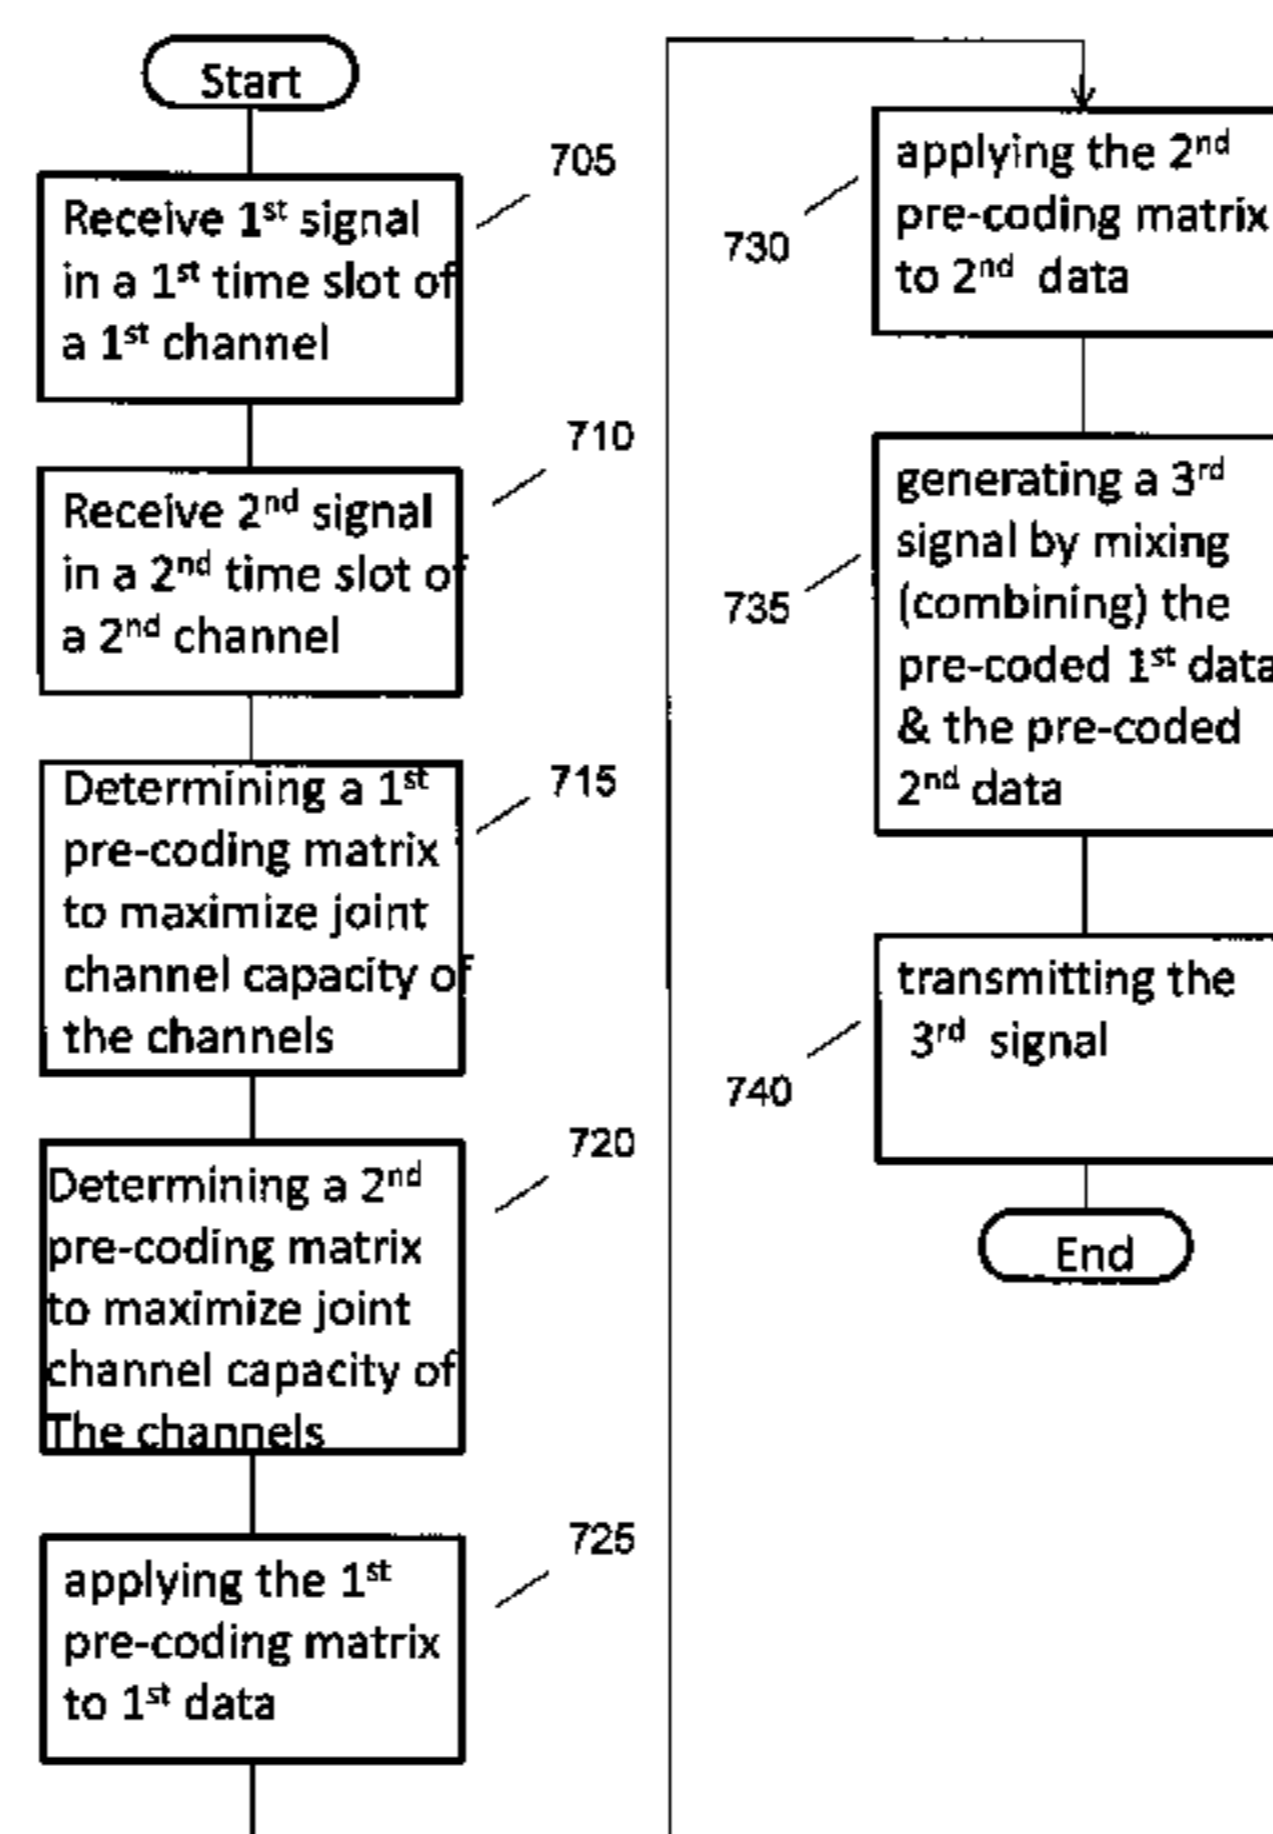 Start
705
Receive 1st signal
in a 1st time slot of
a 1st channel
710
Receive 2nd signal
in a 2nd time slot of
a 2nd channel
715
Determining a 1st
pre-coding matrix
to maximize joint
channel capacity of
the channels
720
Determining a 2nd
pre-coding matrix
to maximize joint
channel capacity of
The channels
725
applying the 1st
pre-coding matrix
to 1st data
730
applying the 2nd
pre-coding matrix
to 2nd data
735
generating a 3rd
signal by mixing
(combining) the
pre-coded 1st data
& the pre-coded
2nd data
740
transmitting the
3rd signal
End